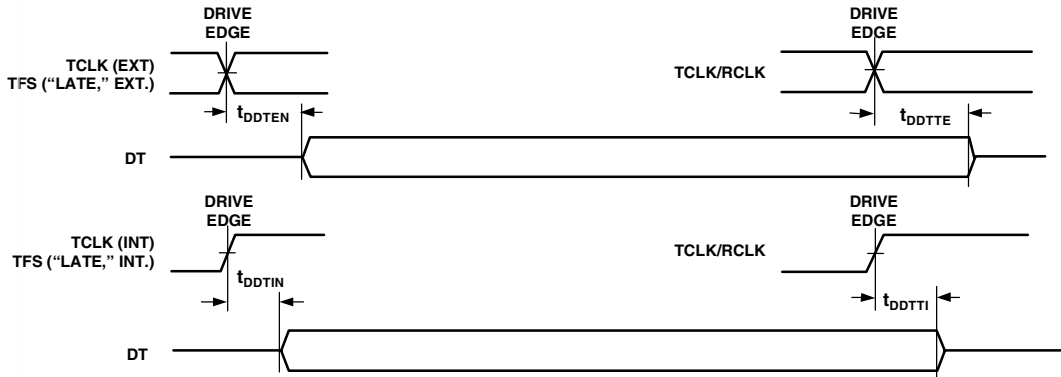 DRIVE
EDGE
DRIVE
EDGE
TCLK (EXT)
TFS (“LATE,” EXT.)
TCLK/RCLK
tDDTEN
tDDTTE
DT
DRIVE
EDGE
DRIVE
EDGE
TCLK (INT)
TFS (“LATE,” INT.)
TCLK/RCLK
tDDTIN
tDDTTI
DT